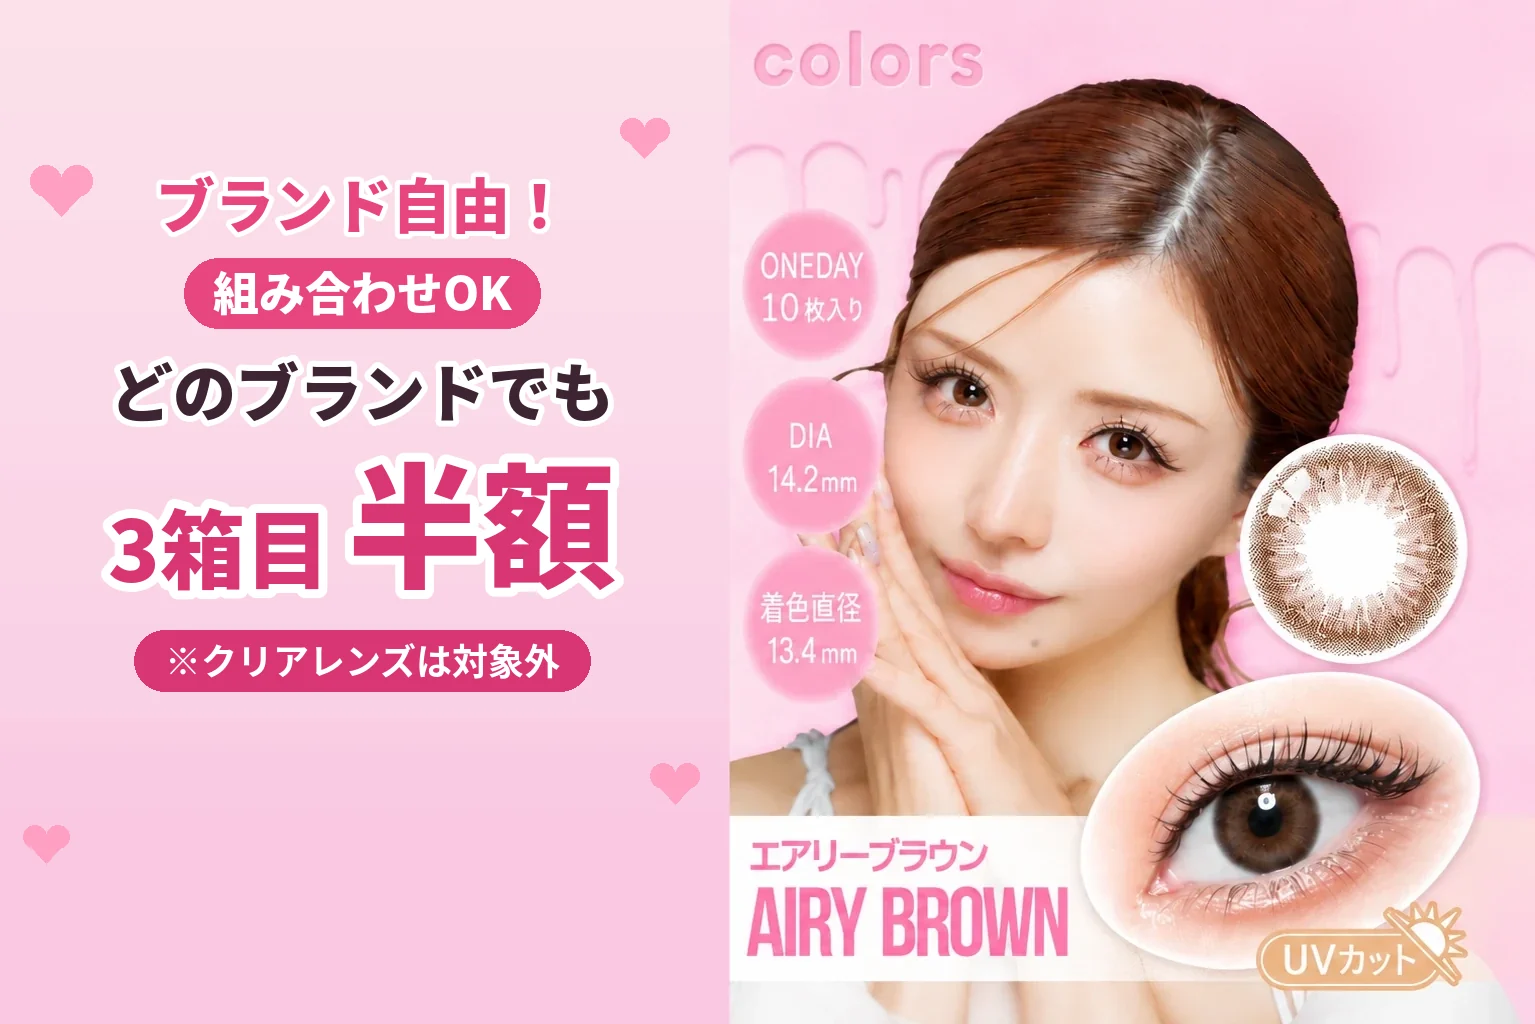 ブランド自由！
組み合わせOK
どのブランドでも
3箱目 半額
※クリアレンズは対象外
colors
ONEDAY
10枚入り
DIA
14.2mm
着色直径
13.4mm
エアリーブラウン
AIRY BROWN
UVカット